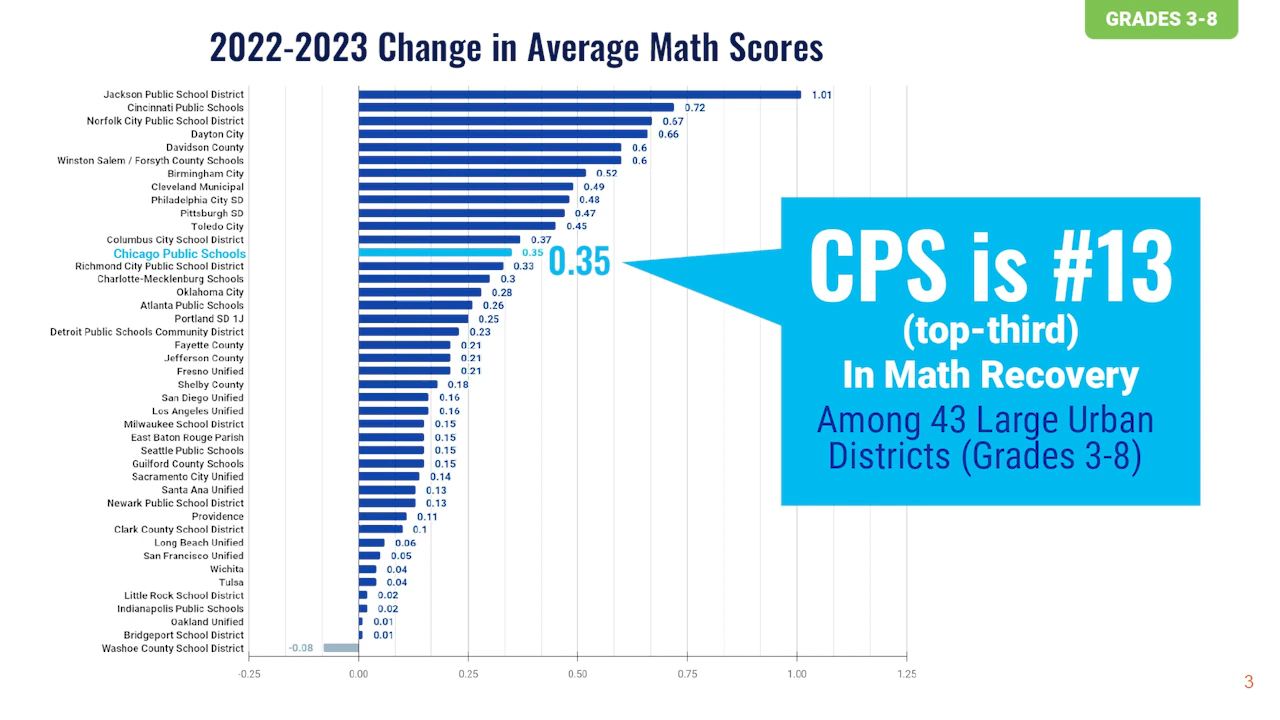 GRADES 3-8
2022-2023 Change in Average Math Scores
Jackson Public School District 1.01
Cincinnati Public Schools 0.72
Norfolk City Public School District 0.67
Dayton City 0.66
Davidson County 0.6
Winston Salem / Forsyth County Schools 0.6
Birmingham City 0.52
Cleveland Municipal 0.49
Philadelphia City SD 0.48
Pittsburgh SD 0.47
Toledo City 0.45
Columbus City School District 0.37
Chicago Public Schools 0.35
0.35
Richmond City Public School District 0.33
Charlotte-Mecklenburg Schools 0.3
Oklahoma City 0.28
Atlanta Public Schools 0.26
Portland SD 1J 0.25
Detroit Public Schools Community District 0.23
Fayette County 0.21
Jefferson County 0.21
Fresno Unified 0.21
Shelby County 0.18
San Diego Unified 0.16
Los Angeles Unified 0.16
Milwaukee School District 0.15
East Baton Rouge Parish 0.15
Seattle Public Schools 0.15
Guilford County Schools 0.15
Sacramento City Unified 0.14
Santa Ana Unified 0.13
Newark Public School District 0.13
Providence 0.11
Clark County School District 0.1
Long Beach Unified 0.06
San Francisco Unified 0.05
Wichita 0.04
Tulsa 0.04
Little Rock School District 0.02
Indianapolis Public Schools 0.02
Oakland Unified 0.01
Bridgeport School District 0.01
Washoe County School District -0.08
-0.25 0.00 0.25 0.50 0.75 1.00 1.25
CPS is #13
(top-third)
In Math Recovery
Among 43 Large Urban
Districts (Grades 3-8)
3